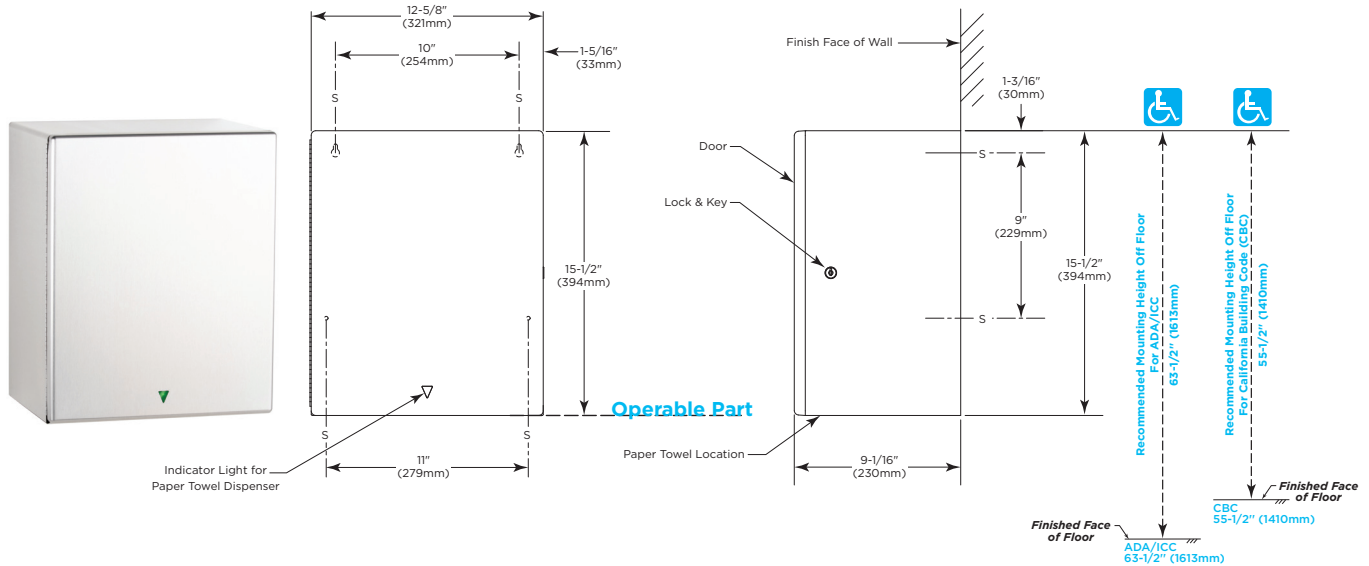 12-5/8"
(321mm)
10"
(254mm)
1-5/16"
(33mm)
S
S
15-1/2"
(394mm)
S
S
11"
(279mm)
Indicator Light for
Paper Towel Dispenser
Operable Part
Finish Face of Wall
1-3/16"
(30mm)
Door
Lock & Key
S
9"
(229mm)
S
15-1/2"
(394mm)
Paper Towel Location
9-1/16"
(230mm)
Recommended Mounting Height Off Floor
For ADA/ICC
63-1/2" (1613mm)
Recommended Mounting Height Off Floor
For California Building Code (CBC)
55-1/2" (1410mm)
Finished Face
of Floor
CBC
55-1/2" (1410mm)
Finished Face
of Floor
ADA/ICC
63-1/2" (1613mm)